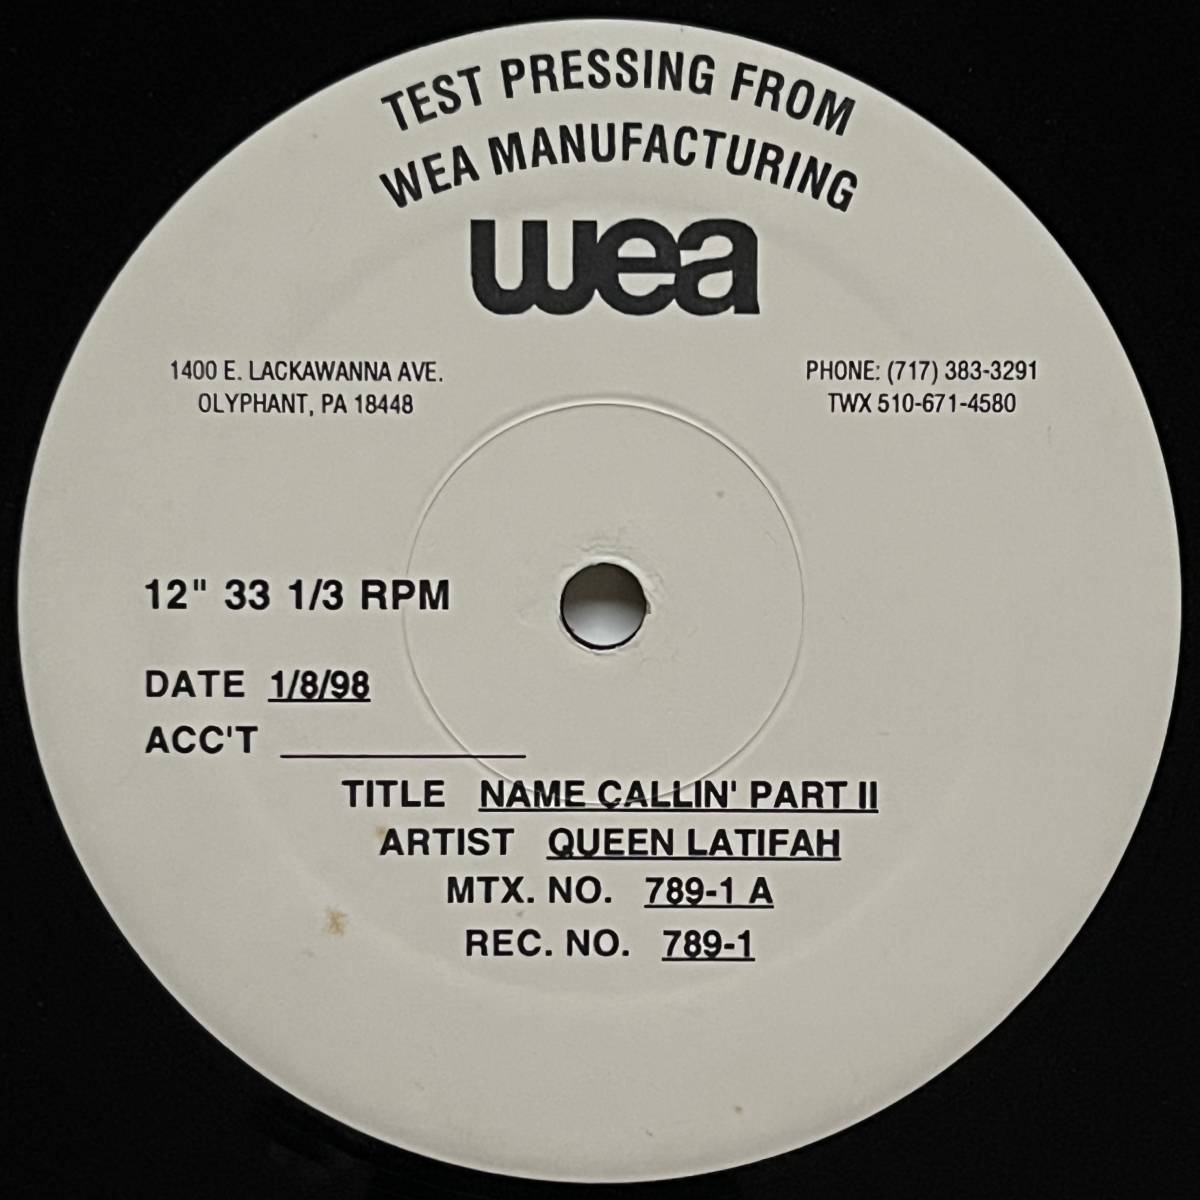 TEST PRESSING FROM
WEA MANUFACTURING
wea
1400 E. LACKAWANNA AVE.
OLYPHANT, PA 18448
PHONE: (717) 383-3291
TWX 510-671-4580
12" 33 1/3 RPM
DATE 1/8/98
ACC'T
TITLE NAME CALLIN' PART II
ARTIST QUEEN LATIFAH
MTX. NO. 789-1 A
REC. NO. 789-1